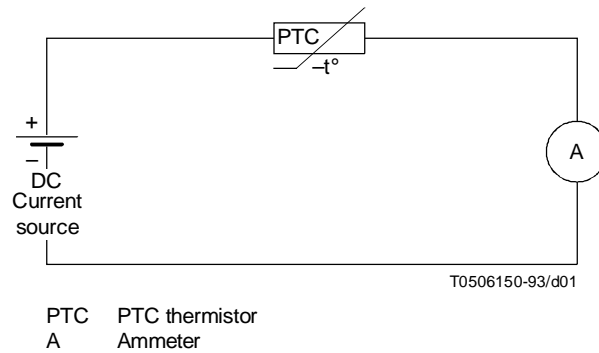 PTC
–t°
+
–
DC
Current
source
A
T0506150-93/d01
PTC PTC thermistor
A Ammeter